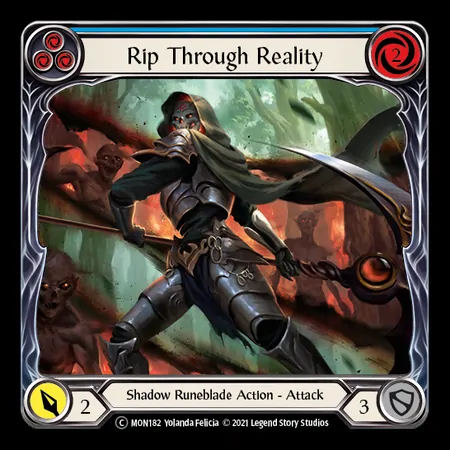 Rip Through Reality
2
2
Shadow Runeblade Action - Attack
3
© MON182 Yolanda Felicia © 2021 Legend Story Studios